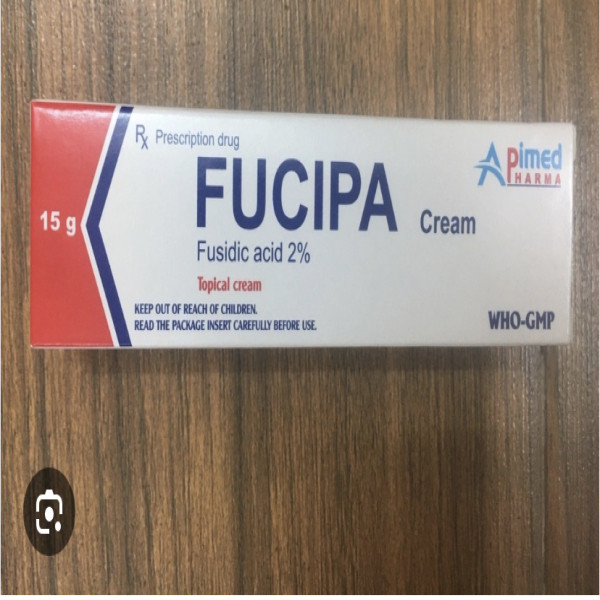 Rx Prescription drug
Apimed
PHARMA
FUCIPA Cream
15 g
Fusidic acid 2%
Topical cream
KEEP OUT OF REACH OF CHILDREN.
READ THE PACKAGE INSERT CAREFULLY BEFORE USE.
WHO-GMP